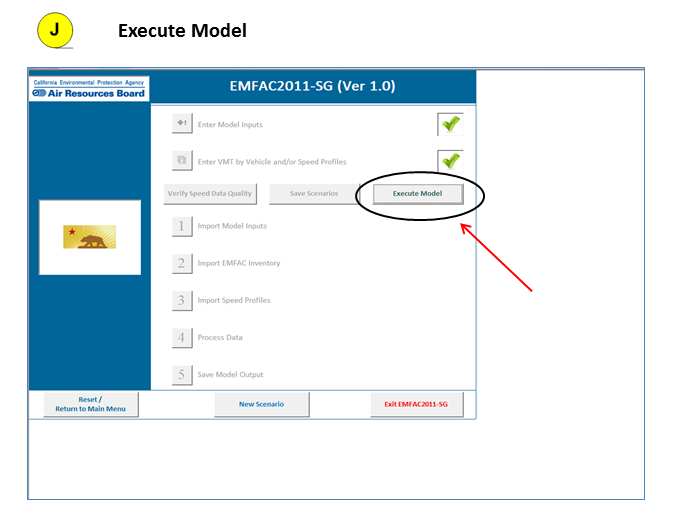 J
Execute Model
California Environmental Protection Agency
Air Resources Board
EMFAC2011-SG (Ver 1.0)
Enter Model Inputs
Enter VMT by Vehicle and/or Speed Profiles
Verify Speed Data Quality
Save Scenarios
Execute Model
1 Import Model Inputs
2 Import EMFAC Inventory
3 Import Speed Profiles
4 Process Data
5 Save Model Output
Reset /
Return to Main Menu
New Scenario
Exit EMFAC2011-SG